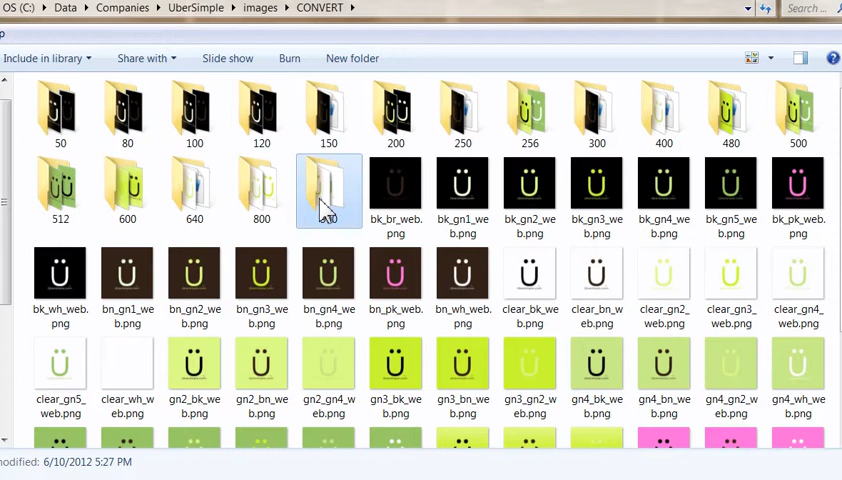 OS (C:) ▸ Data ▸ Companies ▸ UberSimple ▸ images ▸ CONVERT ▸ Search ...
p
Include in library Share with Slide show Burn New folder
50 80 100 120 150 200 250 256 300 400 480 500
512 600 640 800 bk_br_web.png bk_gn1_web.png bk_gn2_web.png bk_gn3_web.png bk_gn4_web.png bk_gn5_web.png bk_pk_web.png
bk_wh_web.png bn_gn1_web.png bn_gn2_web.png bn_gn3_web.png bn_gn4_web.png bn_pk_web.png bn_wh_web.png clear_bk_web.png clear_bn_web.png clear_gn2_web.png clear_gn3_web.png clear_gn4_web.png
clear_gn5_web.png clear_wh_web.png gn2_bk_web.png gn2_bn_web.png gn2_gn4_web.png gn3_bk_web.png gn3_bn_web.png gn3_gn2_web.png gn4_bk_web.png gn4_bn_web.png gn4_gn2_web.png gn4_wh_web.png
modified: 6/10/2012 5:27 PM